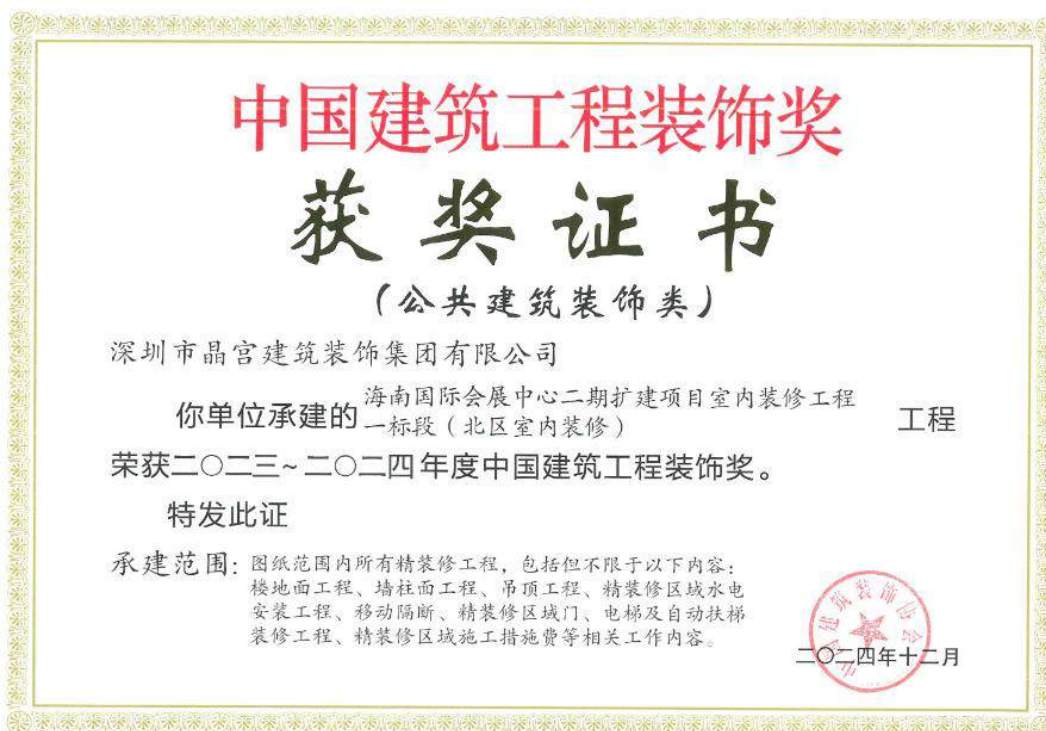 中国建筑工程装饰奖
获奖证书
（公共建筑装饰类）
深圳市晶宫建筑装饰集团有限公司
你单位承建的 海南国际会展中心二期扩建项目室内装修工程
一标段（北区室内装修） 工程
荣获二〇二三~二〇二四年度中国建筑工程装饰奖。
特发此证
承建范围：图纸范围内所有精装修工程，包括但不限于以下内容：
楼地面工程、墙柱面工程、吊顶工程、精装修区域水电
安装工程、移动隔断、精装修区域门、电梯及自动扶梯
装修工程、精装修区域施工措施费等相关工作内容。
中国建筑装饰协会
二〇二四年十二月